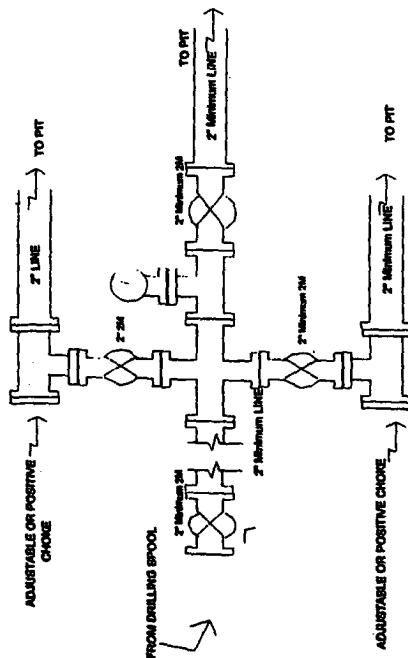 ADJUSTABLE OR POSITIVE
CHOKE
2" LINE
TO PIT
2" 2M
FROM DRILLING SPOOL
2" Minimum 2M
2" Minimum LINE
2" Minimum 2M
2" Minimum LINE
TO PIT
2" Minimum 2M
ADJUSTABLE OR POSITIVE CHOKE
2" Minimum LINE
TO PIT